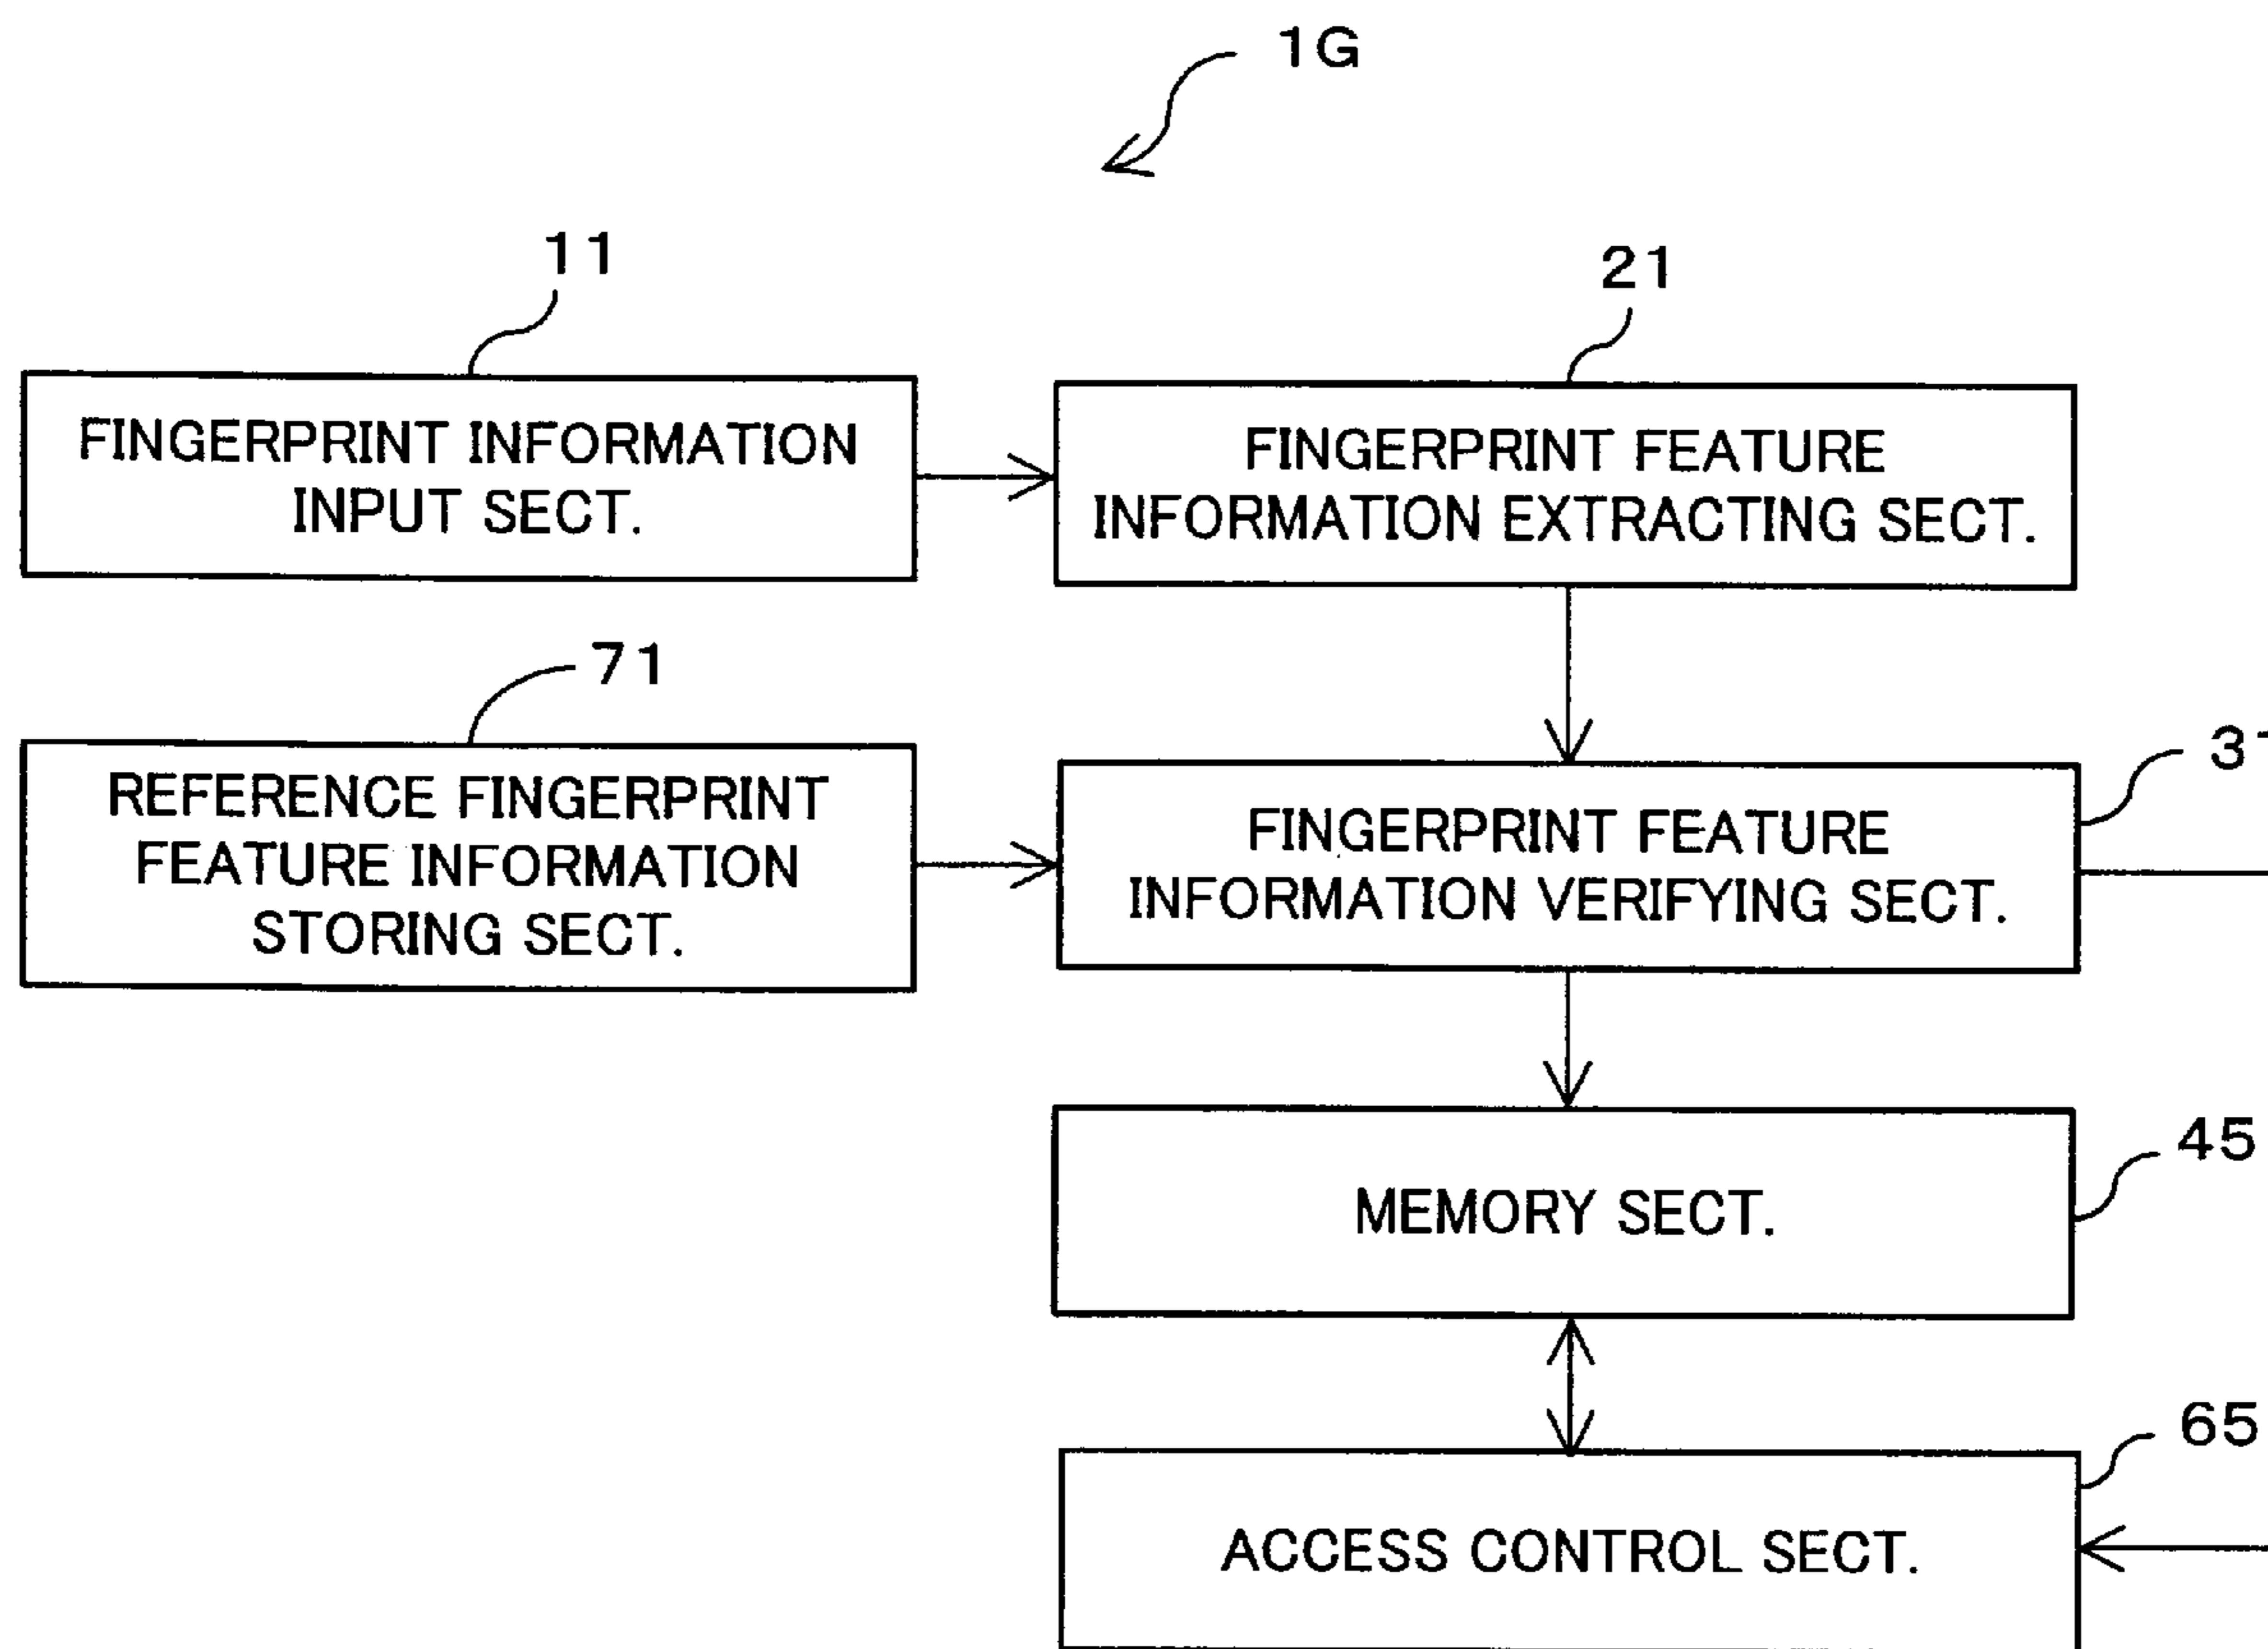 1G
11
21
FINGERPRINT INFORMATION
INPUT SECT.
FINGERPRINT FEATURE
INFORMATION EXTRACTING SECT.
71
REFERENCE FINGERPRINT
FEATURE INFORMATION
STORING SECT.
31
FINGERPRINT FEATURE
INFORMATION VERIFYING SECT.
45
MEMORY SECT.
65
ACCESS CONTROL SECT.